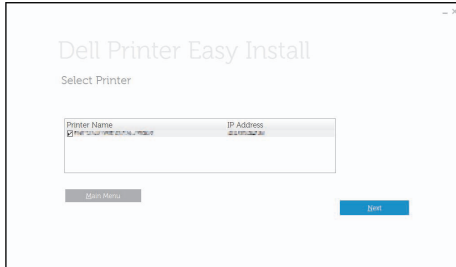 Dell Printer Easy Install
Select Printer
Printer Name IP Address
Main Menu
Next